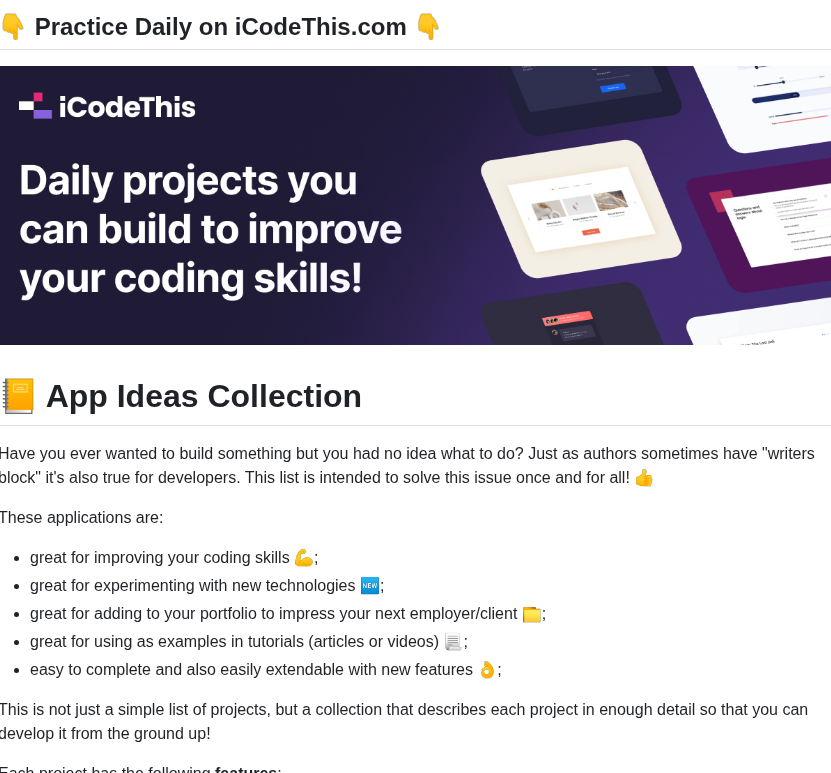 👇 Practice Daily on iCodeThis.com 👇
iCodeThis
Daily projects you
can build to improve
your coding skills!
📒 App Ideas Collection
Have you ever wanted to build something but you had no idea what to do? Just as authors sometimes have "writers
block" it's also true for developers. This list is intended to solve this issue once and for all! 👍
These applications are:
great for improving your coding skills 💪;
great for experimenting with new technologies 🆕;
great for adding to your portfolio to impress your next employer/client 🗂;
great for using as examples in tutorials (articles or videos) 📃;
easy to complete and also easily extendable with new features 👌;
This is not just a simple list of projects, but a collection that describes each project in enough detail so that you can
develop it from the ground up!
Each project has the following features: